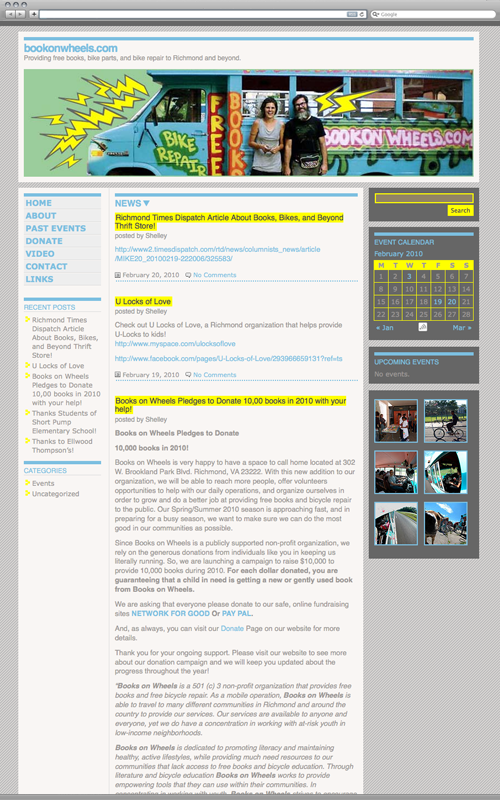 Google
bookonwheels.com
Providing free books, bike parts, and bike repair to Richmond and beyond.
BIKE
REPAIR
FREE
BOOKS
BOOKON WHEELS.COM
HOME
ABOUT
PAST EVENTS
DONATE
VIDEO
CONTACT
LINKS
RECENT POSTS
Richmond Times
Dispatch Article
About Books, Bikes,
and Beyond Thrift
Store!
U Locks of Love
Books on Wheels
Pledges to Donate
10,00 books in 2010
with your help!
Thanks Students of
Short Pump
Elementary School!
Thanks to Ellwood
Thompson's!
CATEGORIES
Events
Uncategorized
NEWS
Richmond Times Dispatch Article About Books, Bikes, and Beyond
Thrift Store!
posted by Shelley
http://www2.timesdispatch.com/rtd/news/columnists_news/article
/MIKE20_20100219-222006/325583/
February 20, 2010 No Comments
U Locks of Love
Check out U Locks of Love, a Richmond organization that helps provide
U-Locks to kids!
http://www.myspace.com/ulocksoflove
http://www.facebook.com/pages/U-Locks-of-Love/293966659131?ref=ts
February 19, 2010 No Comments
Books on Wheels Pledges to Donate 10,00 books in 2010 with your
help!
posted by Shelley
Books on Wheels Pledges to Donate
10,000 books in 2010!
Books on Wheels is very happy to have a space to call home located at 302
W. Brookland Park Blvd. Richmond, VA 23222. With this new addition to our
organization, we will be able to reach more people, offer volunteers
opportunities to help with our daily operations, and organize ourselves in
order to grow and do a better job at providing free books and bicycle repair
to the public. Our Spring/Summer 2010 season is approaching fast, and in
preparing for a busy season, we want to make sure we can do the most
good in our communities as possible.
Since Books on Wheels is a publicly supported non-profit organization, we
rely on the generous donations from individuals like you in keeping us
literally running. So, we are launching a campaign to raise $10,000 to
provide 10,000 books during 2010. For each dollar donated, you are
guaranteeing that a child in need is getting a new or gently used book
from Books on Wheels.
We are asking that everyone please donate to our safe, online fundraising
sites NETWORK FOR GOOD Or PAY PAL.
And, as always, you can visit our Donate Page on our website for more
details.
Thank you for your ongoing support. Please visit our website to see more
about our donation campaign and we will keep you updated about the
progress throughout the year!
"Books on Wheels is a 501 (c) 3 non-profit organization that provides free
books and free bicycle repair. As a mobile operation, Books on Wheels is
able to travel to many different communities in Richmond and around the
country to provide our services. Our services are available to anyone and
everyone, yet we do have a concentration in working with at-risk youth in
low-income neighborhoods.
Books on Wheels is dedicated to promoting literacy and maintaining
healthy, active lifestyles, while providing much need resources to our
communities that lack access to free books and bicycle education. Through
literature and bicycle education Books on Wheels works to provide
empowering tools that they can use within their communities. In
concentration in working with youth, Books on Wheels strives to encourage
Search
EVENT CALENDAR
February 2010
M T W T F S S
1 2 3 4 5 6 7
8 9 10 11 12 13 14
15 16 17 18 19 20 21
22 23 24 25 26 27 28
« Jan Mar »
UPCOMING EVENTS
No events.